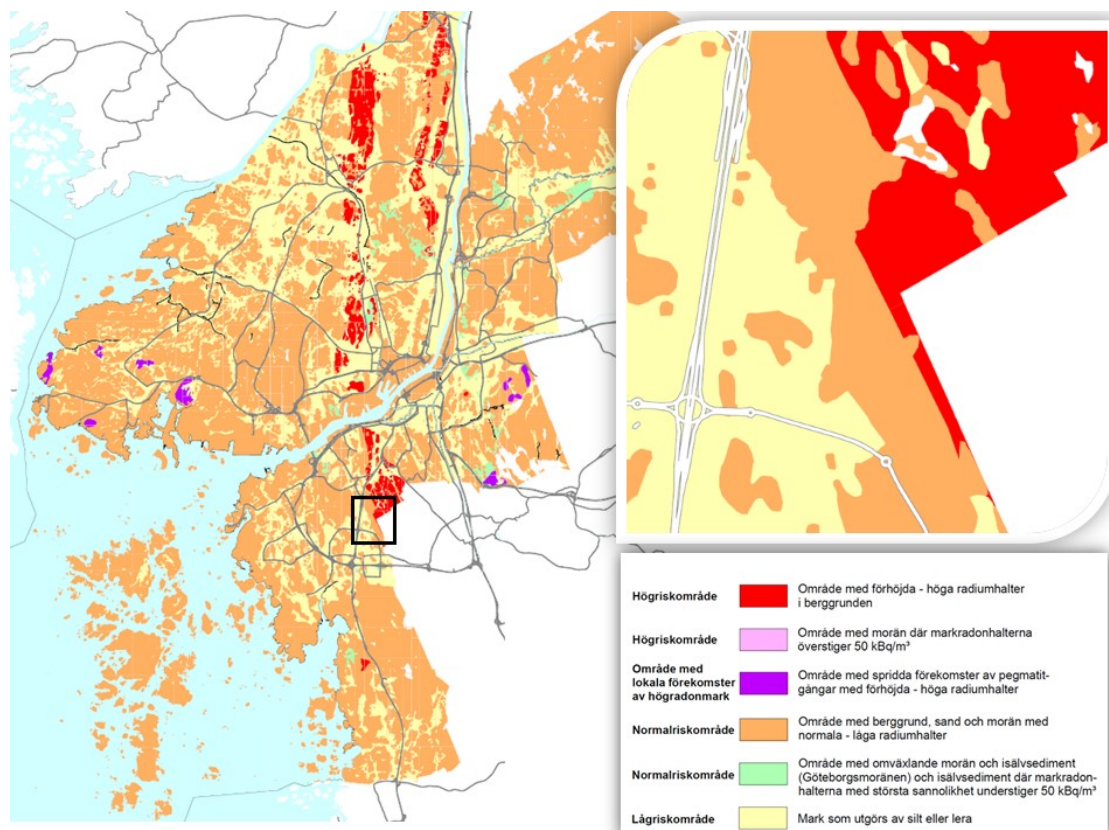 Högriskområde
Område med förhöjda - höga radiumhalter
i berggrunden
Högriskområde
Område med morän där markradonhalterna
överstiger 50 kBq/m³
Område med
lokala förekomster
av högradonmark
Område med spridda förekomster av pegmatit-
gångar med förhöjda - höga radiumhalter
Normalriskområde
Område med berggrund, sand och morän med
normala - låga radiumhalter
Normalriskområde
Område med omväxlande morän och isälvsediment
(Göteborgsmoränen) och isälvsediment där markradon-
halterna med största sannolikhet understiger 50 kBq/m³
Lågriskområde
Mark som utgörs av silt eller lera